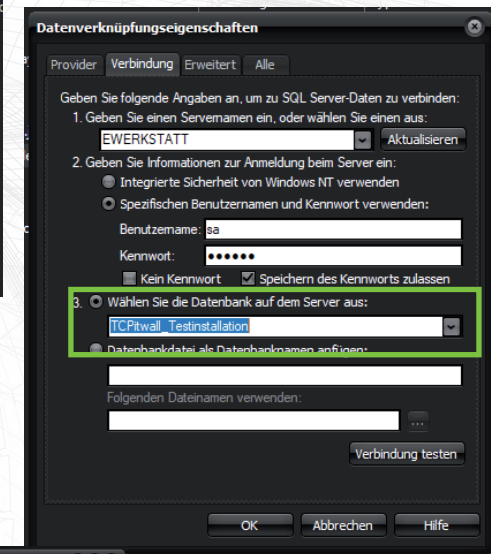 Datenverknüpfungseigenschaften
Provider Verbindung Erweitert Alle
Geben Sie folgende Angaben an, um zu SQL Server-Daten zu verbinden:
1. Geben Sie einen Servernamen ein, oder wählen Sie einen aus:
EWERKSTATT Aktualisieren
2. Geben Sie Infomationen zur Anmeldung beim Server ein:
Integrierte Sicherheit von Windows NT verwenden
Spezifischen Benutzernamen und Kennwort verwenden:
Benutzername: sa
Kennwort: ••••••
Kein Kennwort Speichern des Kennworts zulassen
3. Wählen Sie die Datenbank auf dem Server aus:
TCPitwall_Testinstallation
Datenbankdatei als Datenbanknamen anfügen:
Folgenden Dateinamen verwenden:
...
Verbindung testen
OK Abbrechen Hilfe